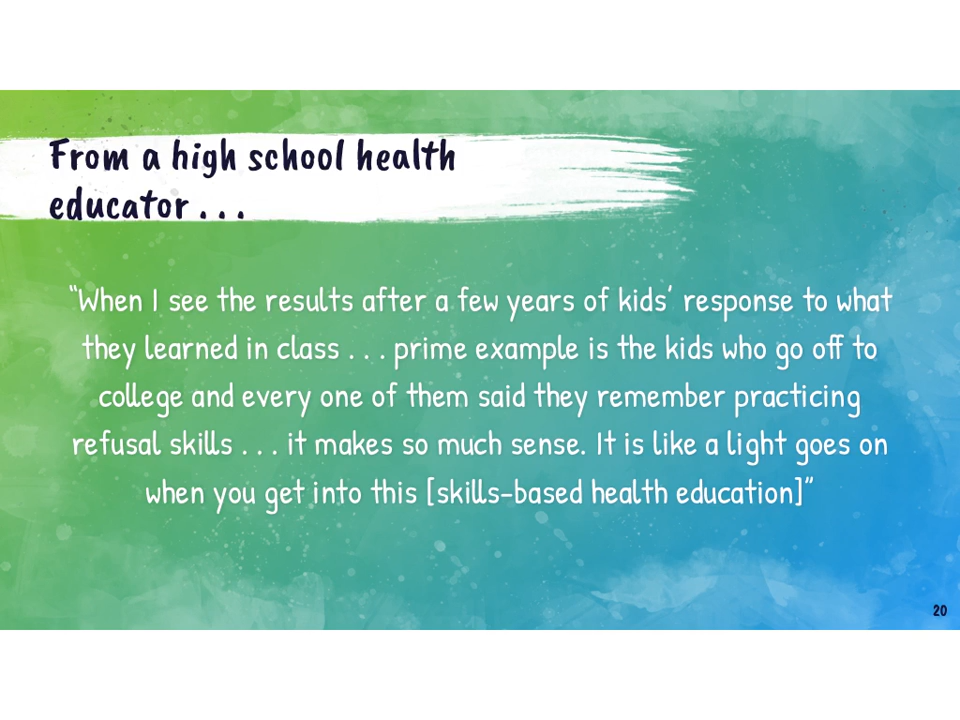 From a high school health
educator . . .
“When I see the results after a few years of kids’ response to what
they learned in class . . . prime example is the kids who go off to
college and every one of them said they remember practicing
refusal skills . . . it makes so much sense. It is like a light goes on
when you get into this [skills-based health education]”
20